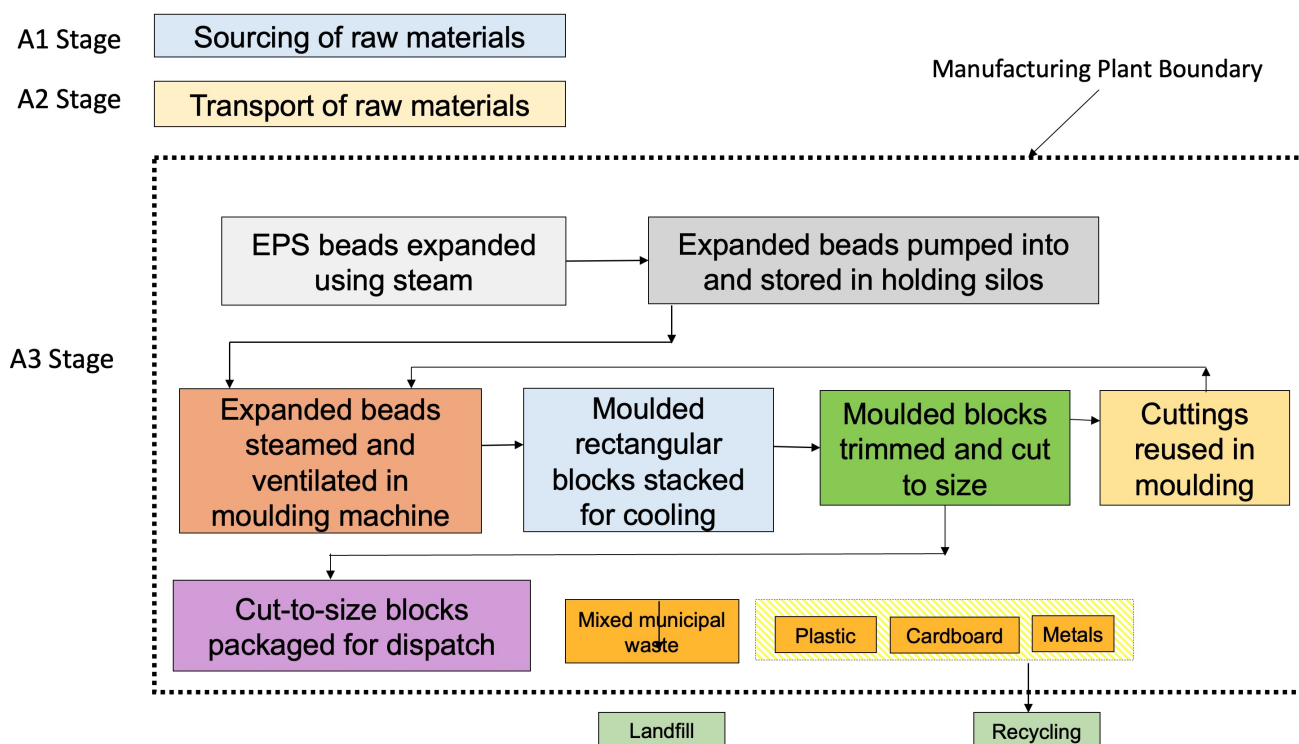 A1 Stage
Sourcing of raw materials
Manufacturing Plant Boundary
A2 Stage
Transport of raw materials
EPS beads expanded
using steam
Expanded beads pumped into
and stored in holding silos
A3 Stage
Expanded beads
steamed and
ventilated in
moulding machine
Moulded
rectangular
blocks stacked
for cooling
Moulded blocks
trimmed and cut
to size
Cuttings
reused in
moulding
Cut-to-size blocks
packaged for dispatch
Mixed municipal
waste
Plastic
Cardboard
Metals
Landfill
Recycling